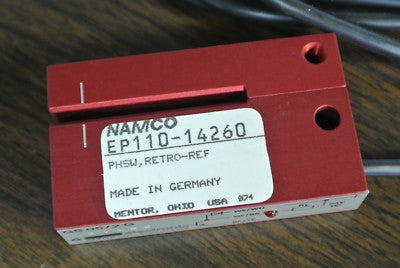 NAMCO
EP110-14260
PHSW, RETRO-REF
MADE IN GERMANY
MENTOR, OHIO USA 074